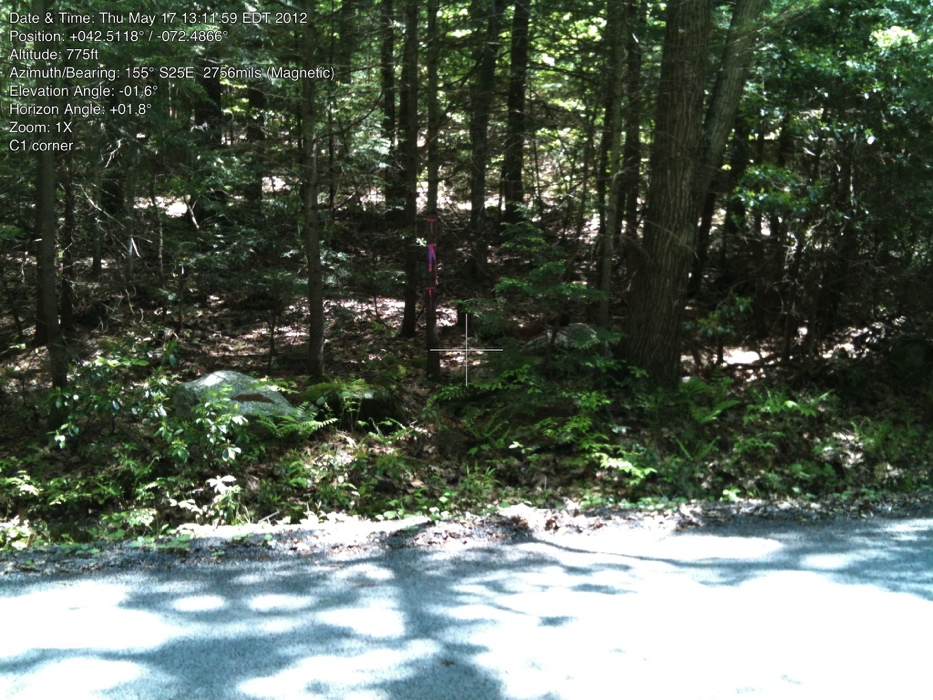 Date & Time: Thu May 17 13:11:59 EDT 2012
Position: +042.5118° / -072.4866°
Altitude: 775ft
Azimuth/Bearing: 155° S25E 2756mils (Magnetic)
Elevation Angle: -01.6°
Horizon Angle: +01.8°
Zoom: 1X
C1 corner